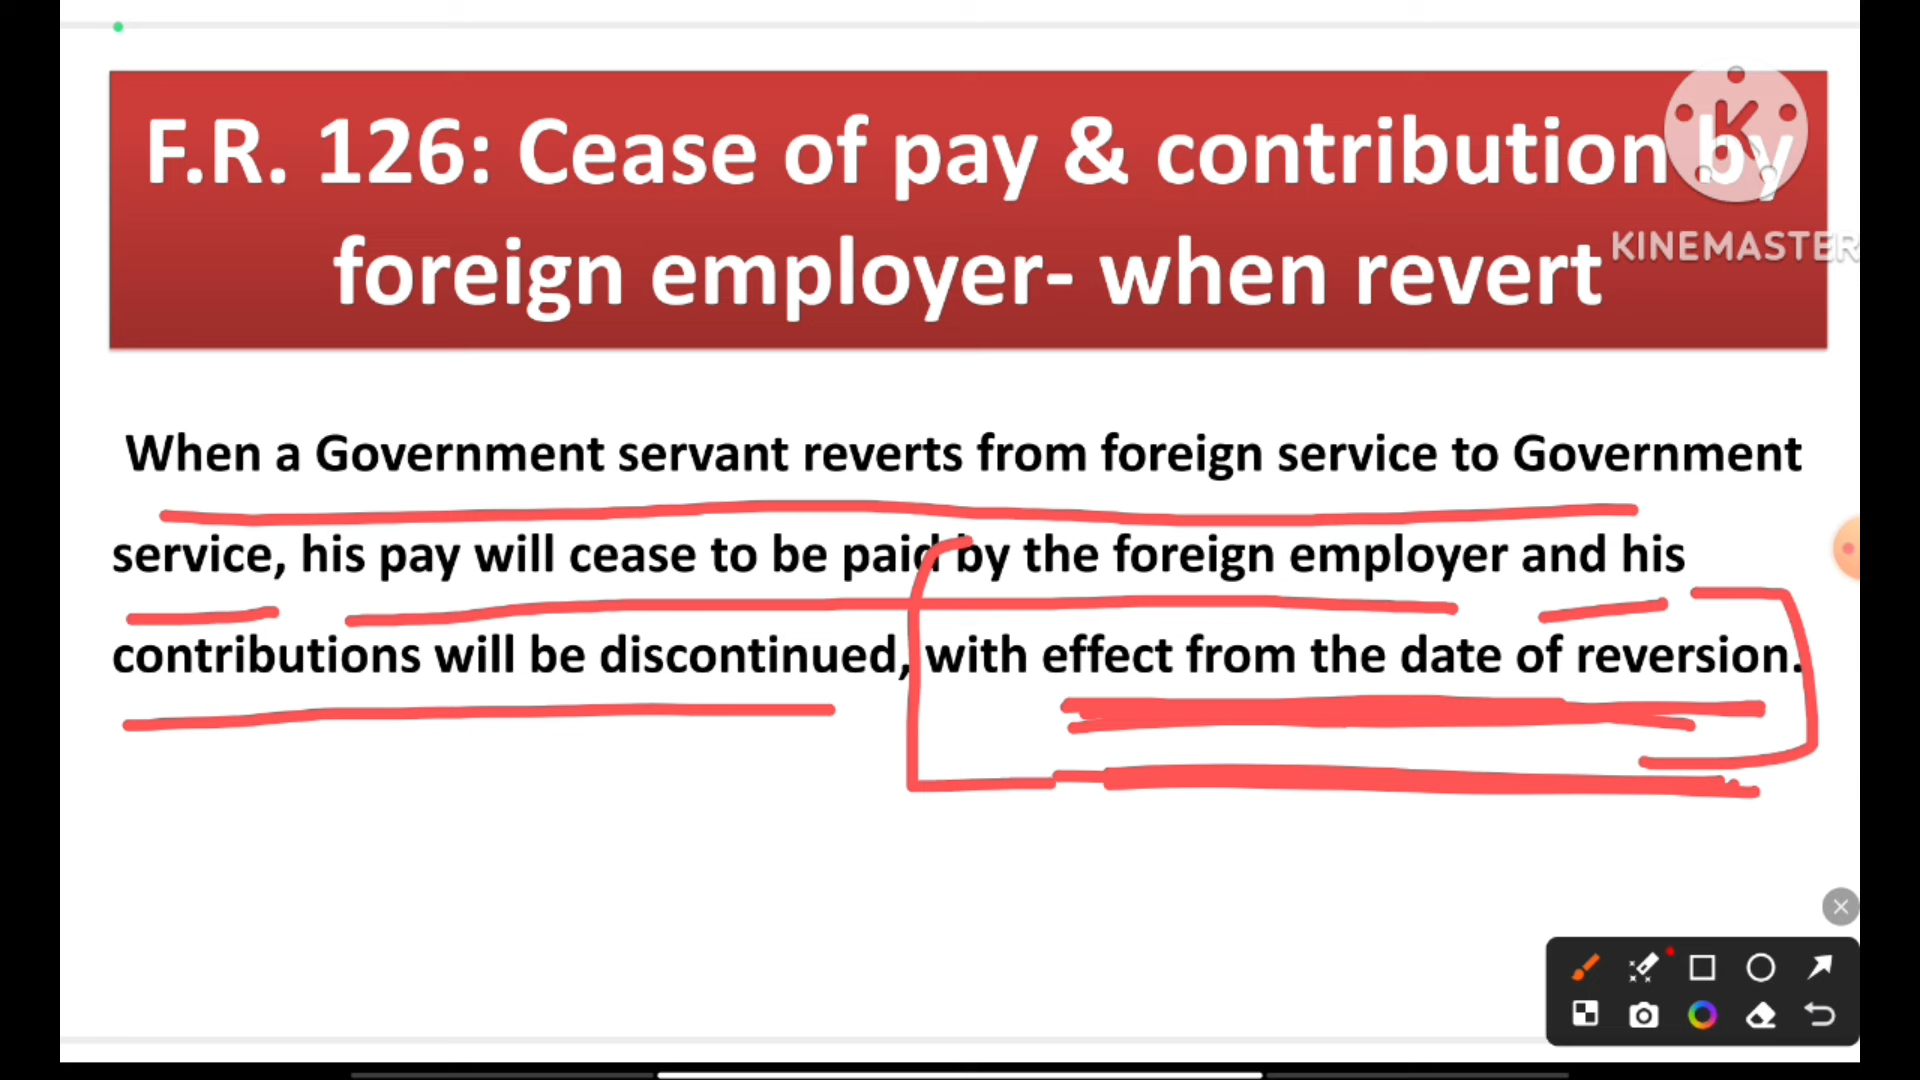 F.R. 126: Cease of pay & contribution by
foreign employer- when revert
KINEMASTER
When a Government servant reverts from foreign service to Government
service, his pay will cease to be paid by the foreign employer and his
contributions will be discontinued, with effect from the date of reversion.